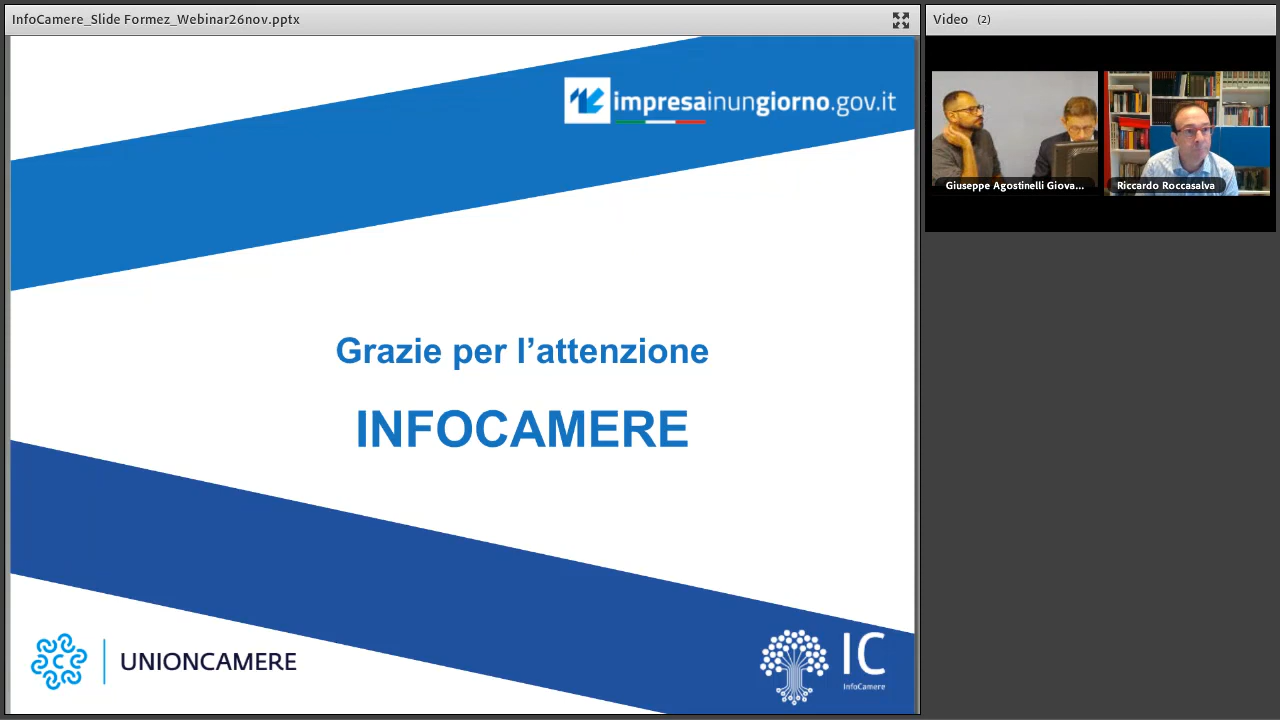 InfoCamere_Slide Formez_Webinar26nov.pptx
Video (2)
impresainungiorno.gov.it
Giuseppe Agostinelli Giova...
Riccardo Roccasalva
Grazie per l'attenzione
INFOCAMERE
UNIONCAMERE
IC
InfoCamere